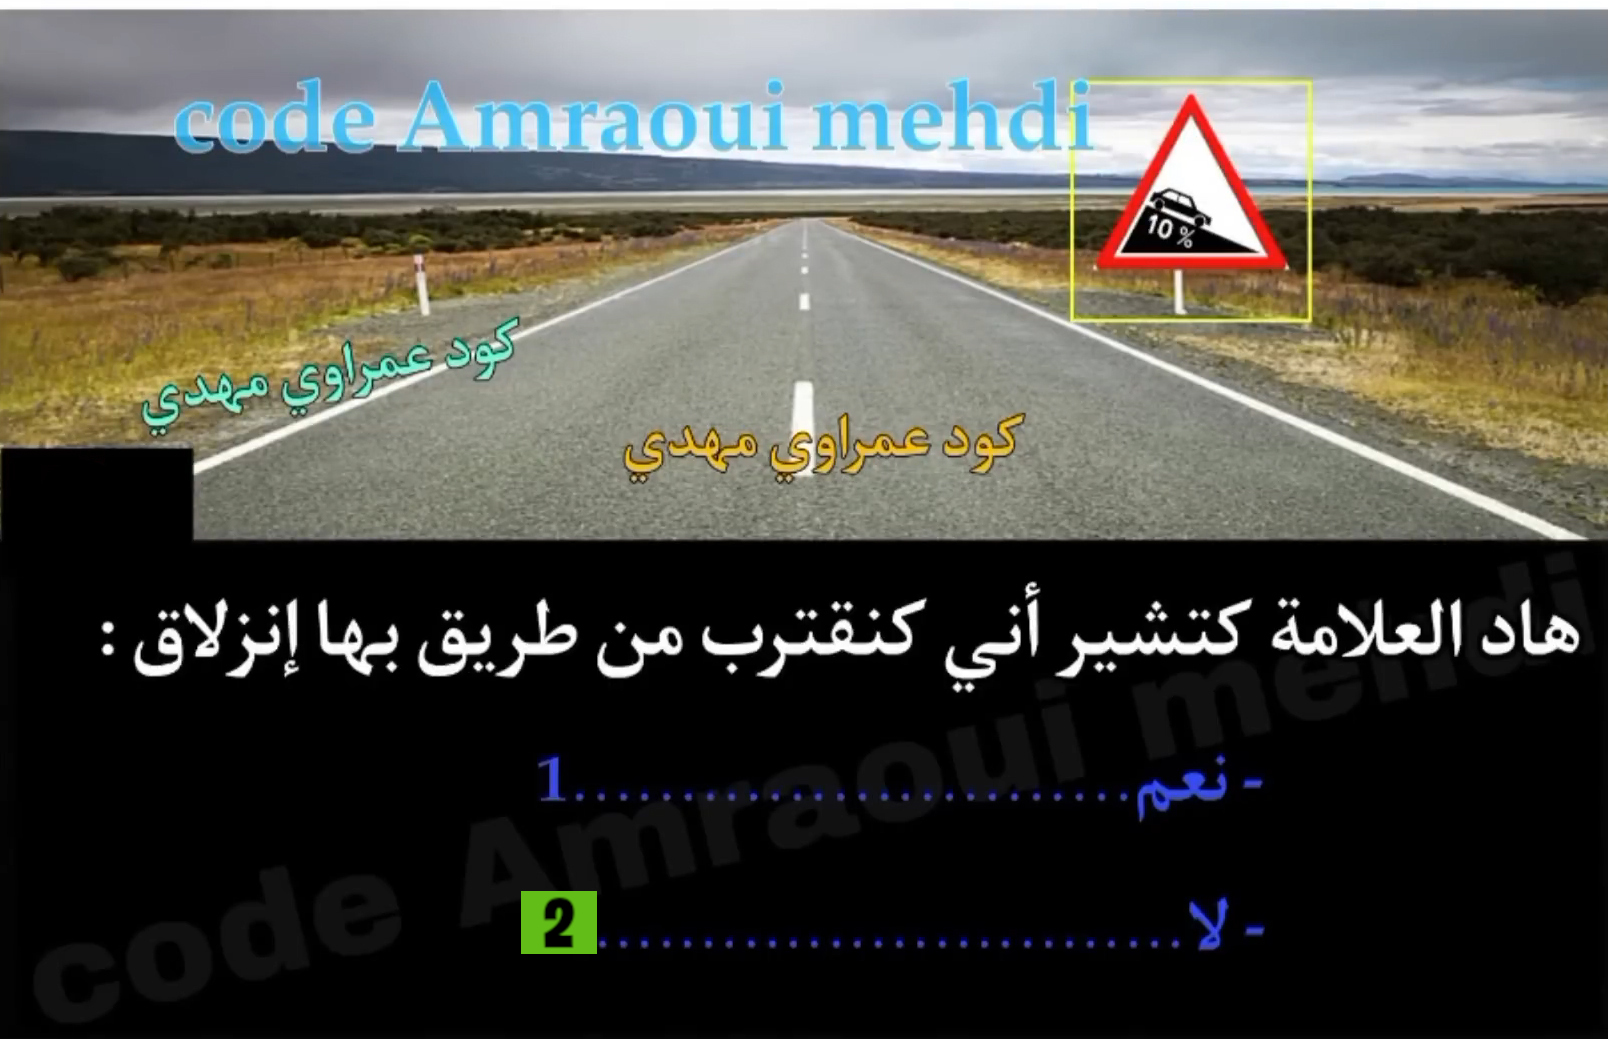 code Amraoui mehdi
10 %
كود عمراوي مهدي
كود عمراوي مهدي
هاد العلامة كتشير أني كنقترب من طريق بها إنزلاق :
- نعم..........................1
- لا............................2
code Amraoui mehdi